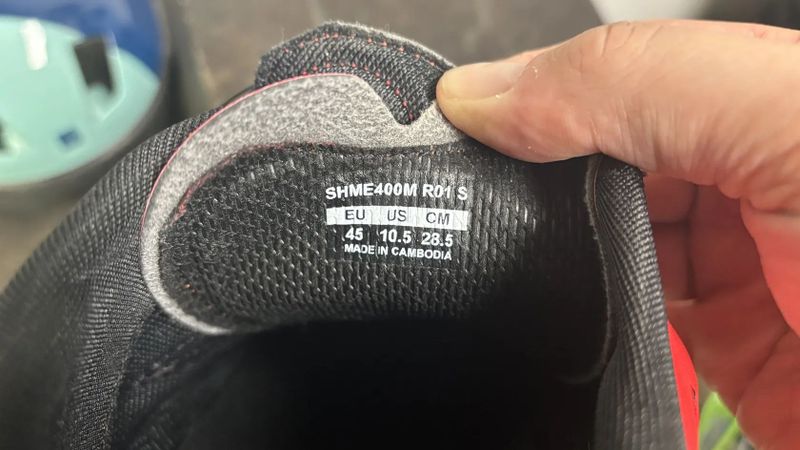 SHME400M R01 S
EU US CM
45 10.5 28.5
MADE IN CAMBODIA